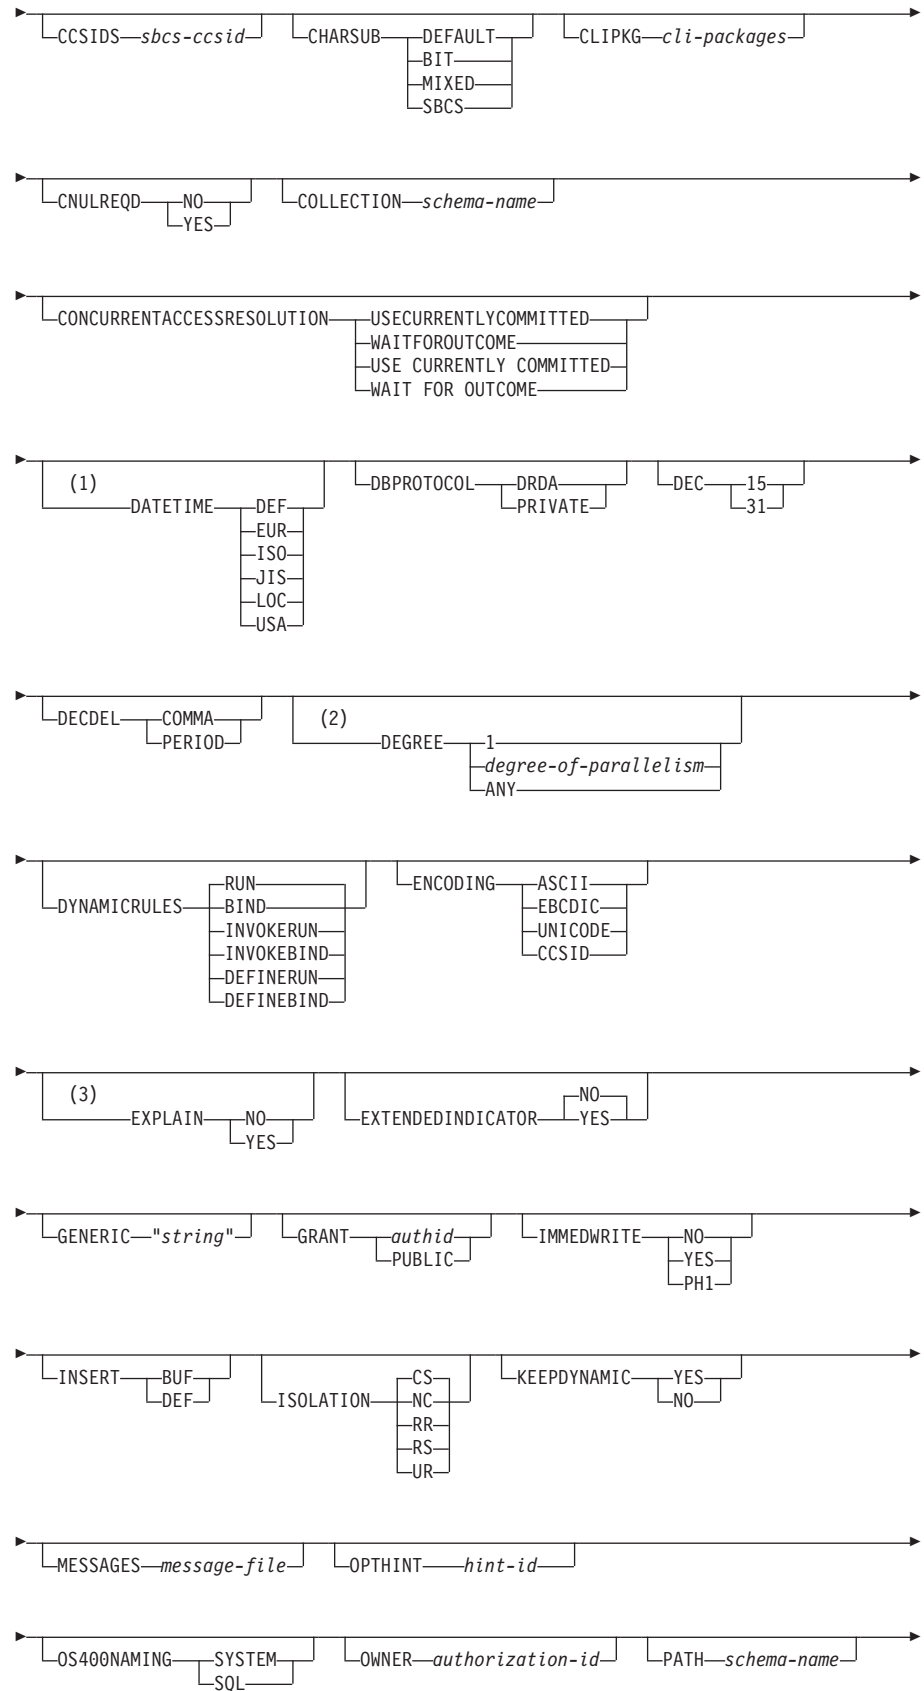 CCSIDS sbcs-ccsid CHARSUB DEFAULT CLIPKG cli-packages
BIT
MIXED
SBCS
CNULREQD NO COLLECTION schema-name
YES
CONCURRENTACCESSRESOLUTION USECURRENTLYCOMMITTED
WAITFOROUTCOME
USE CURRENTLY COMMITTED
WAIT FOR OUTCOME
(1) DBPROTOCOL DRDA DEC 15
DATETIME DEF PRIVATE 31
EUR
ISO
JIS
LOC
USA
DECDEL COMMA (2)
PERIOD DEGREE 1
degree-of-parallelism
ANY
RUN ENCODING ASCII
DYNAMICRULES BIND EBCDIC
INVOKERUN UNICODE
INVOKEBIND CCSID
DEFINERUN
DEFINEBIND
(3) NO
EXPLAIN NO EXTENDEDINDICATOR YES
YES
GENERIC "string" GRANT authid IMMEDWRITE NO
PUBLIC YES
PH1
INSERT BUF CS KEEPDYNAMIC YES
DEF ISOLATION NC NO
RR
RS
UR
MESSAGES message-file OPTHINT hint-id
OS400NAMING SYSTEM OWNER authorization-id PATH schema-name
SQL